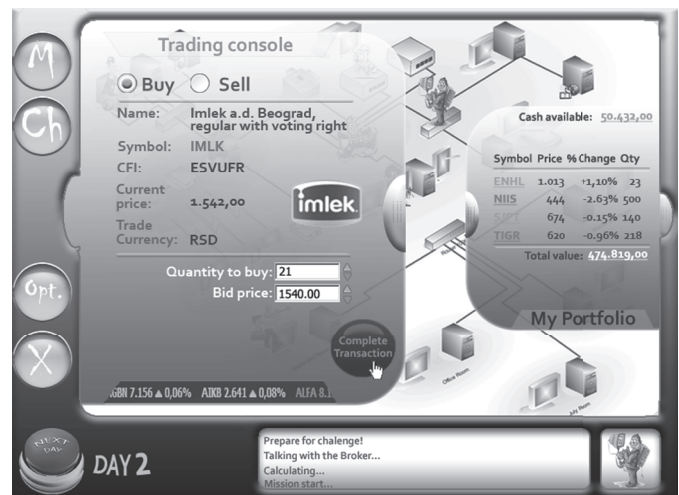 M
Ch
Opt.
X
NEXT
DAY
DAY 2
Trading console
Buy Sell
Name: Imlek a.d. Beograd,
regular with voting right
Symbol: IMLK
CFI: ESVUFR
Current
price: 1.542,00
Trade
Currency: RSD
imlek
Quantity to buy: 21
Bid price: 1540.00
Complete
Transaction
GBN 7.156 ▲ 0,06% AIKB 2.641 ▲ 0,08% ALFA 8.1
Cash available: 50.432,00
Symbol Price % Change Qty
ENHL 1.013 +1,10% 23
NIIS 444 -2.63% 500
674 -0.15% 140
TIGR 620 -0.96% 218
Total value: 474.819,00
My Portfolio
Office Room
Room
Prepare for chalenge!
Talking with the Broker...
Calculating...
Mission start...